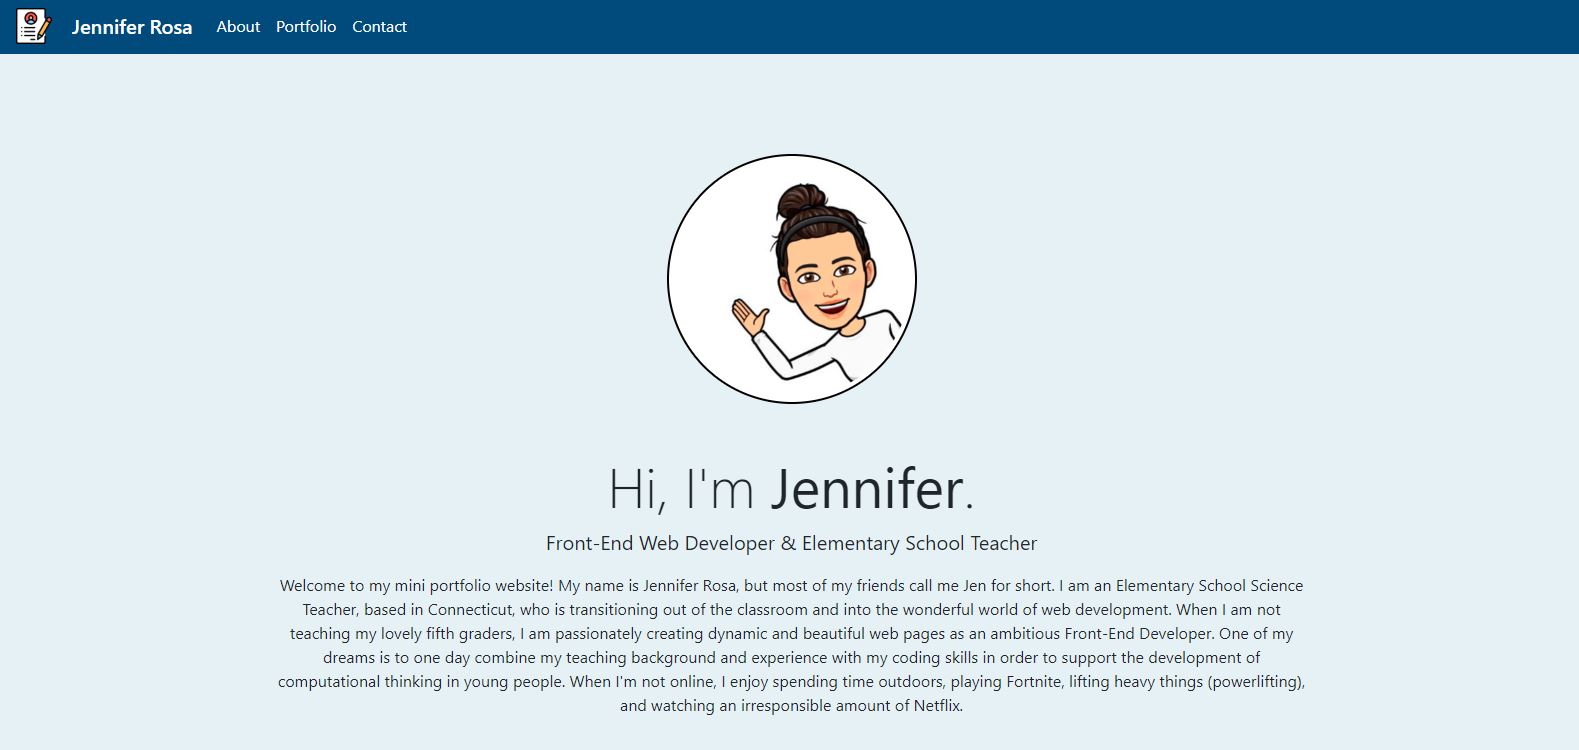 Jennifer Rosa About Portfolio Contact
Hi, I'm Jennifer.
Front-End Web Developer & Elementary School Teacher
Welcome to my mini portfolio website! My name is Jennifer Rosa, but most of my friends call me Jen for short. I am an Elementary School Science
Teacher, based in Connecticut, who is transitioning out of the classroom and into the wonderful world of web development. When I am not
teaching my lovely fifth graders, I am passionately creating dynamic and beautiful web pages as an ambitious Front-End Developer. One of my
dreams is to one day combine my teaching background and experience with my coding skills in order to support the development of
computational thinking in young people. When I'm not online, I enjoy spending time outdoors, playing Fortnite, lifting heavy things (powerlifting),
and watching an irresponsible amount of Netflix.